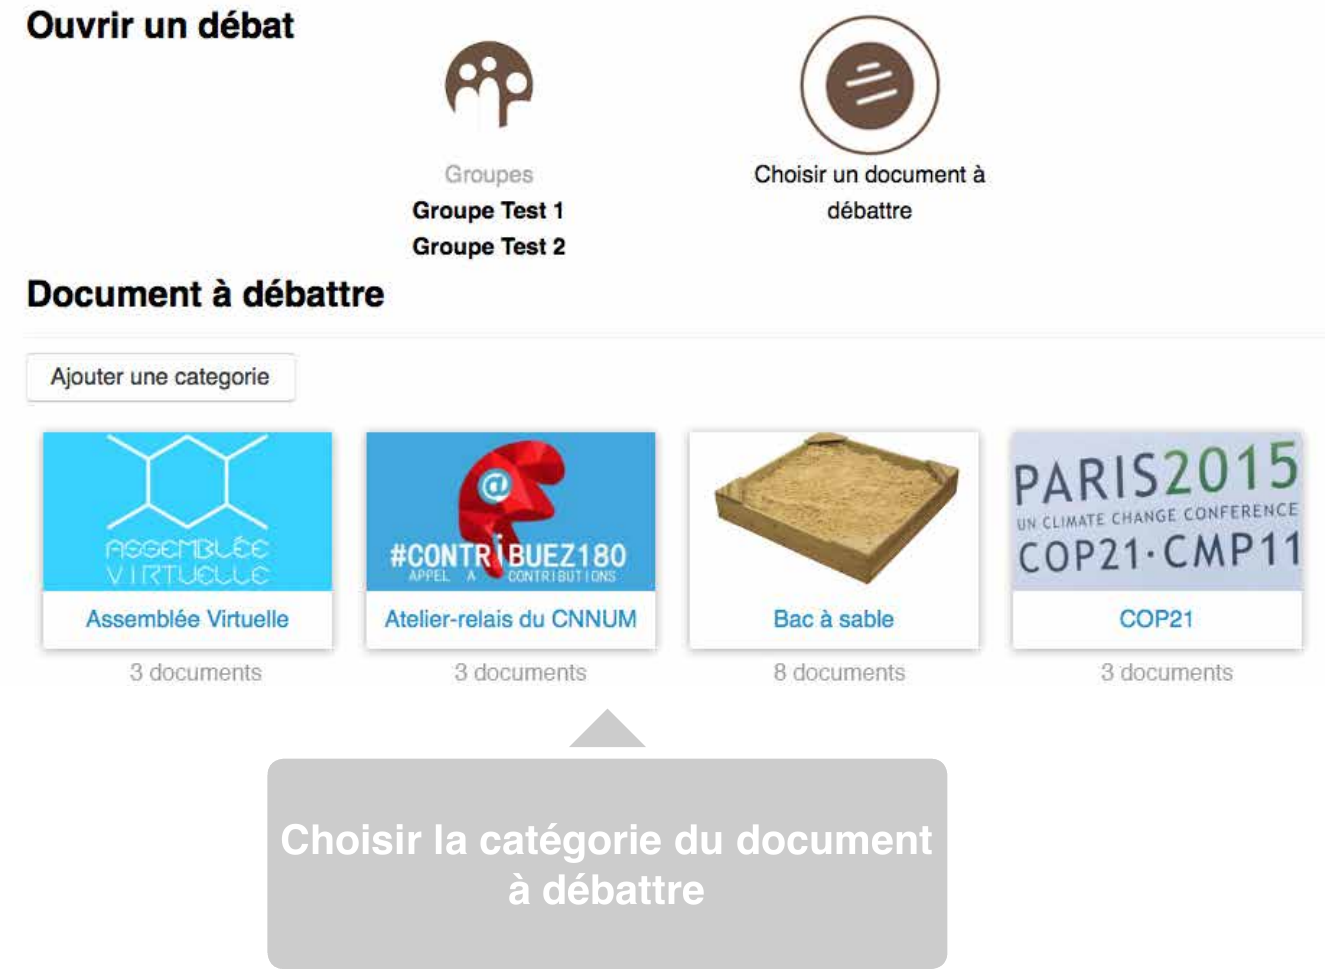 Ouvrir un débat
Groupes
Groupe Test 1
Groupe Test 2
Choisir un document à
débattre
Document à débattre
Ajouter une categorie
ASSEMBLÉE
VIRTUELLE
Assemblée Virtuelle
3 documents
@
#CONTRIBUEZ180
APPEL A CONTRIBUTIONS
Atelier-relais du CNNUM
3 documents
Bac à sable
8 documents
PARIS2015
UN CLIMATE CHANGE CONFERENCE
COP21·CMP11
COP21
3 documents
Choisir la catégorie du document
à débattre